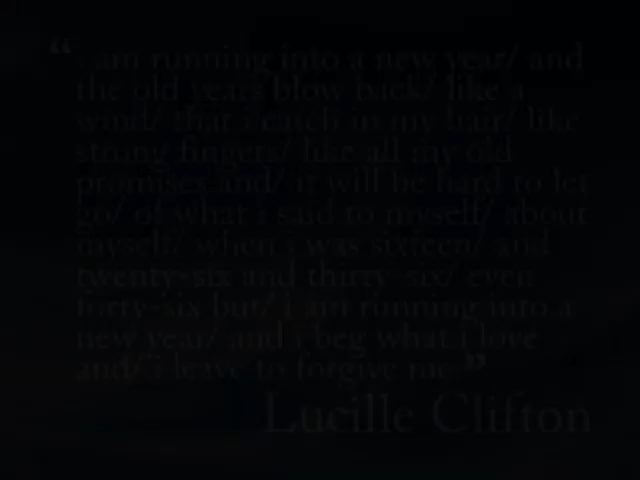 “i am running into a new year/ and
the old years blow back/ like a
wind/ that i catch in my hair/ like
strong fingers/ like all my old
promises and/ it will be hard to let
go/ of what i said to myself/ about
myself/ when i was sixteen/ and
twenty-six and thirty-six/ even
forty-six but/ i am running into a
new year/ and i beg what i love
and/ i leave to forgive me.”
Lucille Clifton